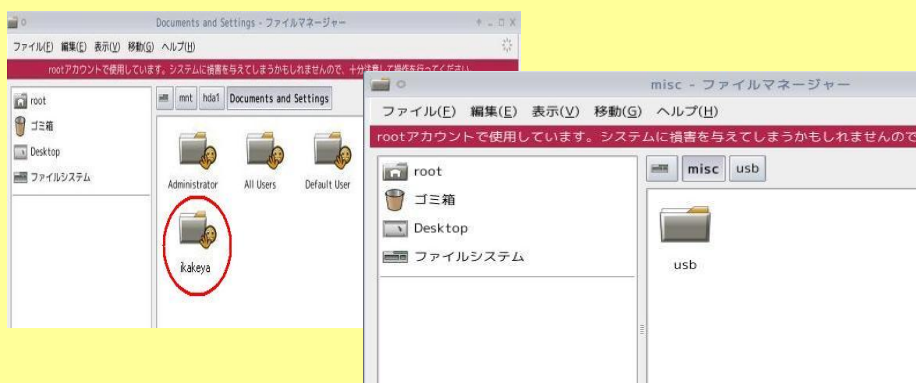 Documents and Settings - ファイルマネージャー
ファイル(F) 編集(E) 表示(V) 移動(G) ヘルプ(H)
rootアカウントで使用しています。システムに損害を与えてしまうかもしれませんので、十分注意して操作を行ってください
root
ゴミ箱
Desktop
ファイルシステム
mnt hda1 Documents and Settings
Administrator All Users Default User
ikakeya
misc - ファイルマネージャー
ファイル(F) 編集(E) 表示(V) 移動(G) ヘルプ(H)
rootアカウントで使用しています。システムに損害を与えてしまうかもしれませんので
root
ゴミ箱
Desktop
ファイルシステム
misc usb
usb